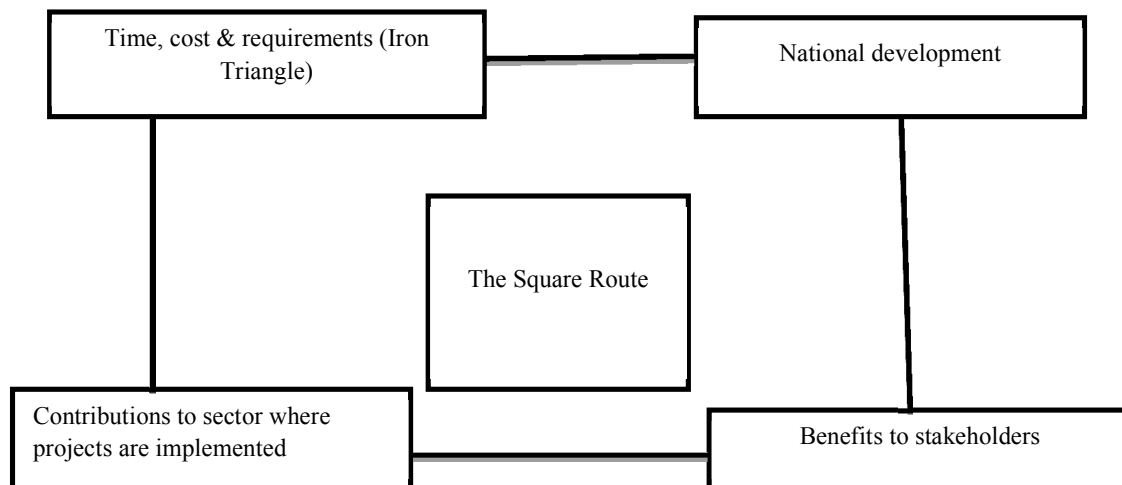 Time, cost & requirements (Iron
Triangle)
National development
The Square Route
Contributions to sector where
projects are implemented
Benefits to stakeholders